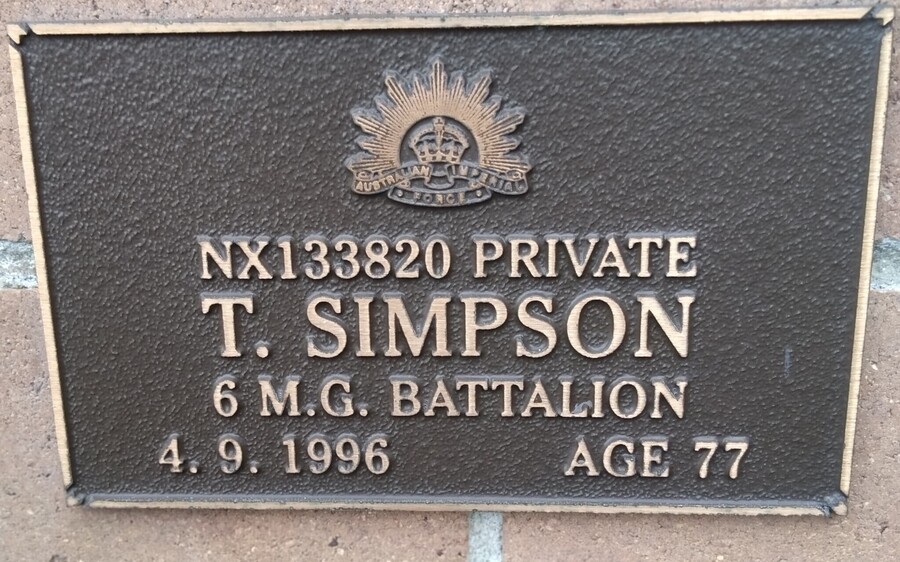 AUSTRALIAN IMPERIAL
FORCE
NX133820 PRIVATE
T. SIMPSON
6 M.G. BATTALION
4. 9. 1996 AGE 77